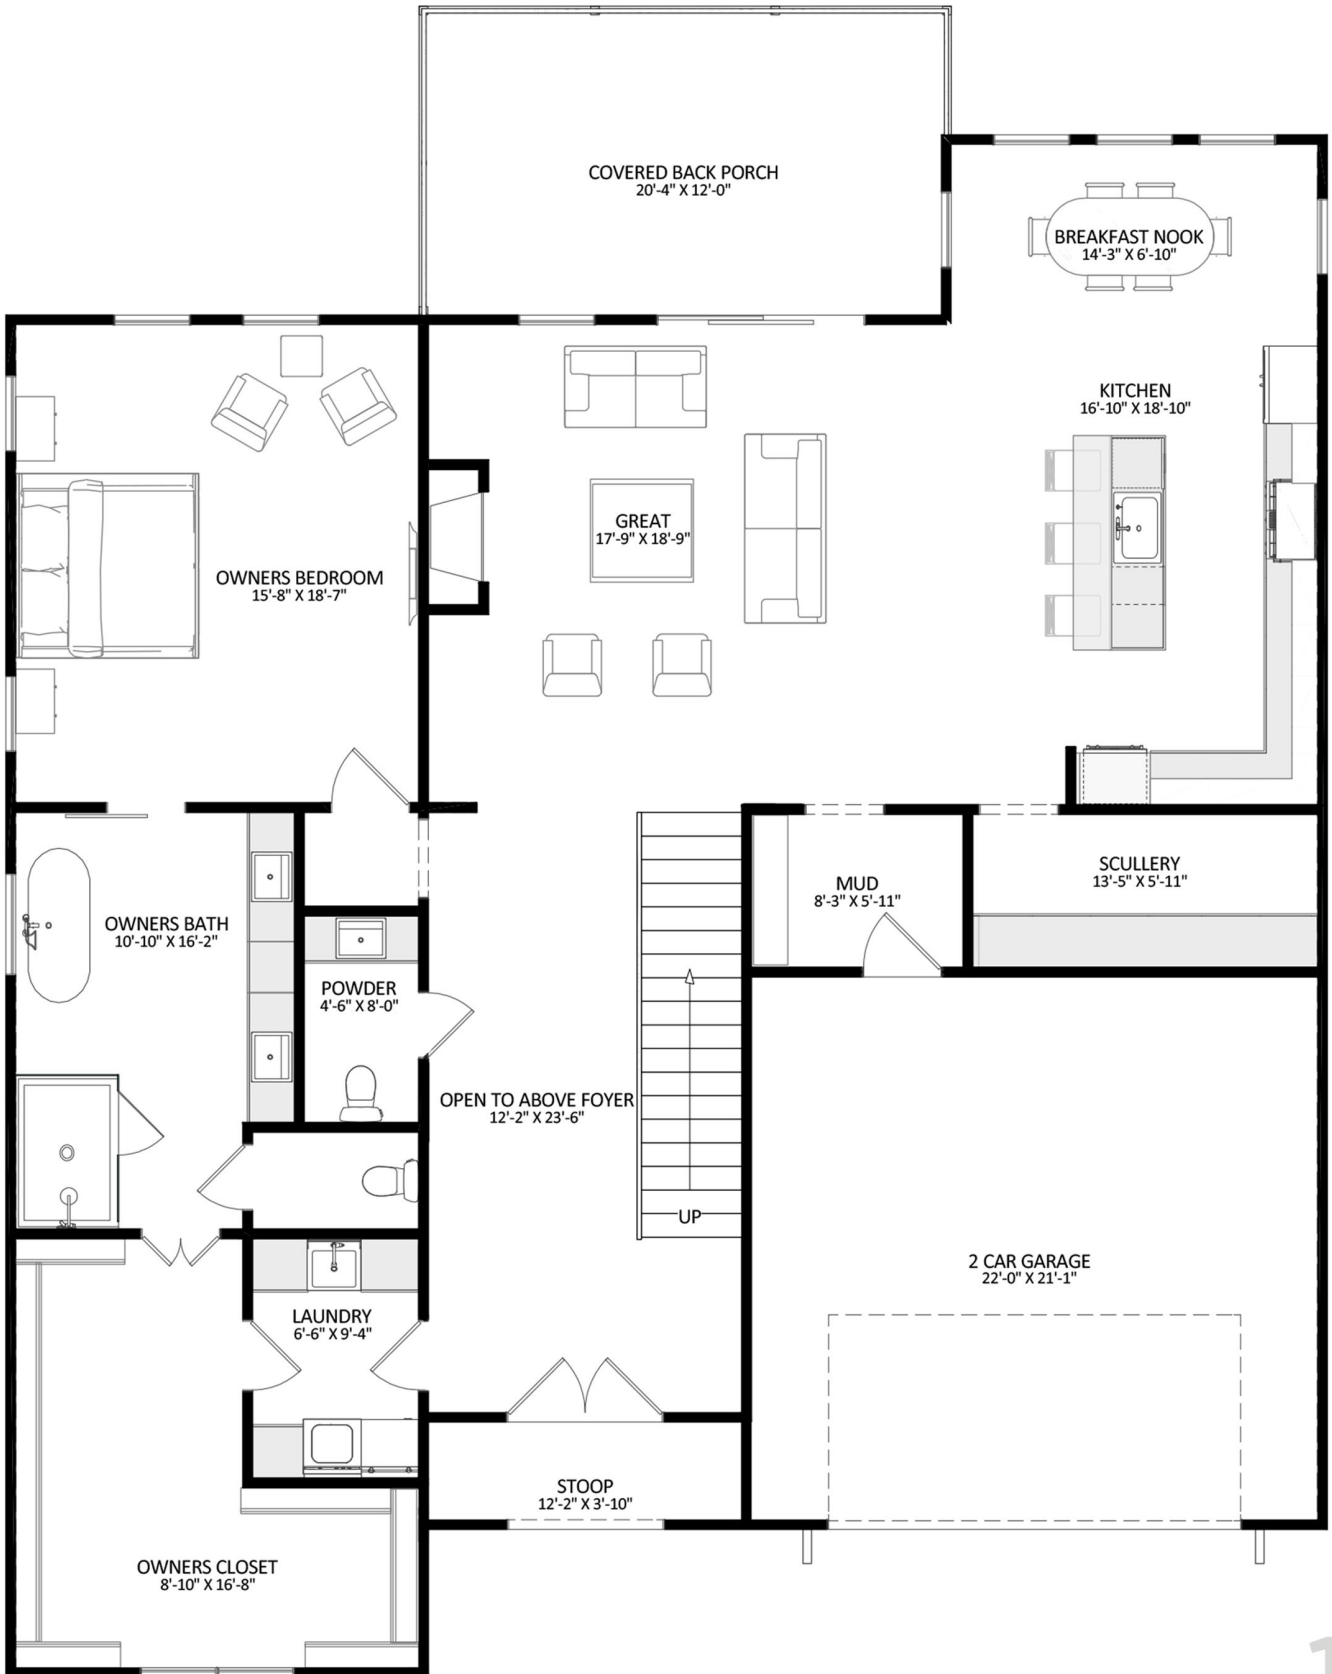 COVERED BACK PORCH
20'-4" X 12'-0"
BREAKFAST NOOK
14'-3" X 6'-10"
KITCHEN
16'-10" X 18'-10"
GREAT
17'-9" X 18'-9"
OWNERS BEDROOM
15'-8" X 18'-7"
SCULLERY
13'-5" X 5'-11"
MUD
8'-3" X 5'-11"
OWNERS BATH
10'-10" X 16'-2"
POWDER
4'-6" X 8'-0"
OPEN TO ABOVE FOYER
12'-2" X 23'-6"
UP
2 CAR GARAGE
22'-0" X 21'-1"
LAUNDRY
6'-6" X 9'-4"
STOOP
12'-2" X 3'-10"
OWNERS CLOSET
8'-10" X 16'-8"